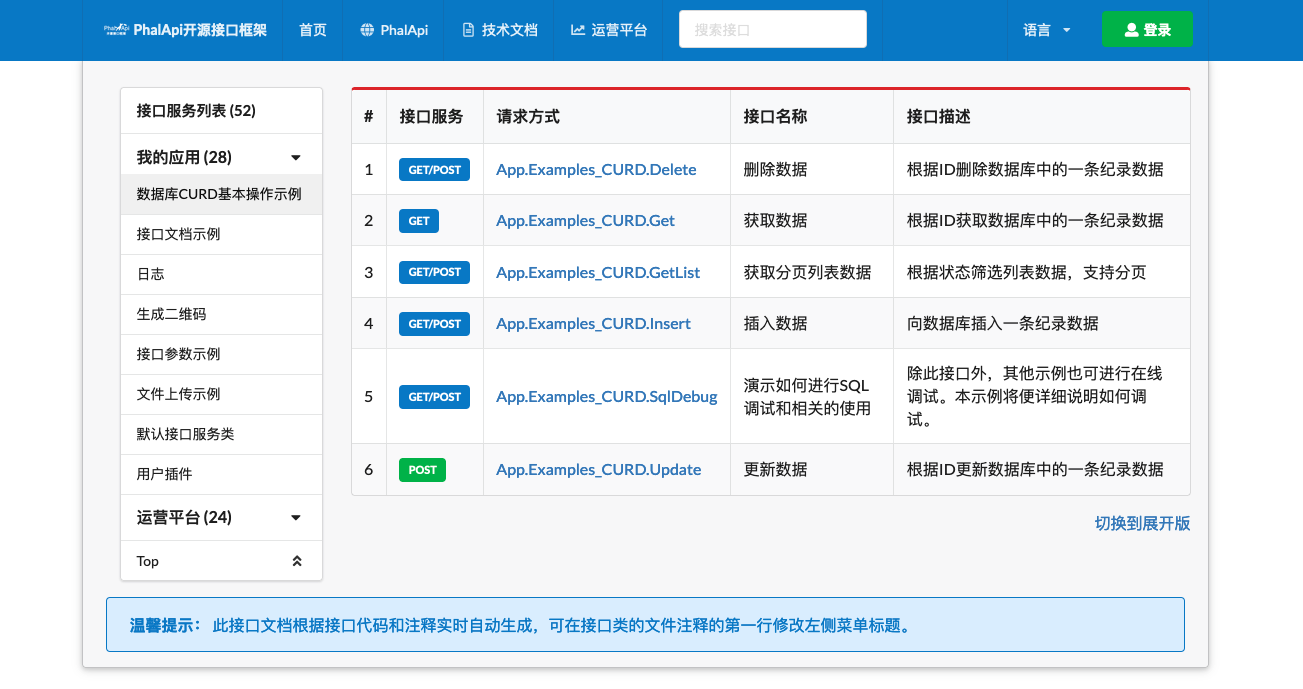 PhalApi开源接口框架 首页 PhalApi 技术文档 运营平台 搜索接口 语言 登录
接口服务列表 (52)
我的应用 (28)
数据库CURD基本操作示例
接口文档示例
日志
生成二维码
接口参数示例
文件上传示例
默认接口服务类
用户插件
运营平台 (24)
Top
# 接口服务 请求方式 接口名称 接口描述
1 GET/POST App.Examples_CURD.Delete 删除数据 根据ID删除数据库中的一条纪录数据
2 GET App.Examples_CURD.Get 获取数据 根据ID获取数据库中的一条纪录数据
3 GET/POST App.Examples_CURD.GetList 获取分页列表数据 根据状态筛选列表数据，支持分页
4 GET/POST App.Examples_CURD.Insert 插入数据 向数据库插入一条纪录数据
5 GET/POST App.Examples_CURD.SqlDebug 演示如何进行SQL
调试和相关的使用
除此接口外，其他示例也可进行在线
调试。本示例将便详细说明如何调
试。
6 POST App.Examples_CURD.Update 更新数据 根据ID更新数据库中的一条纪录数据
切换到展开版
温馨提示： 此接口文档根据接口代码和注释实时自动生成，可在接口类的文件注释的第一行修改左侧菜单标题。